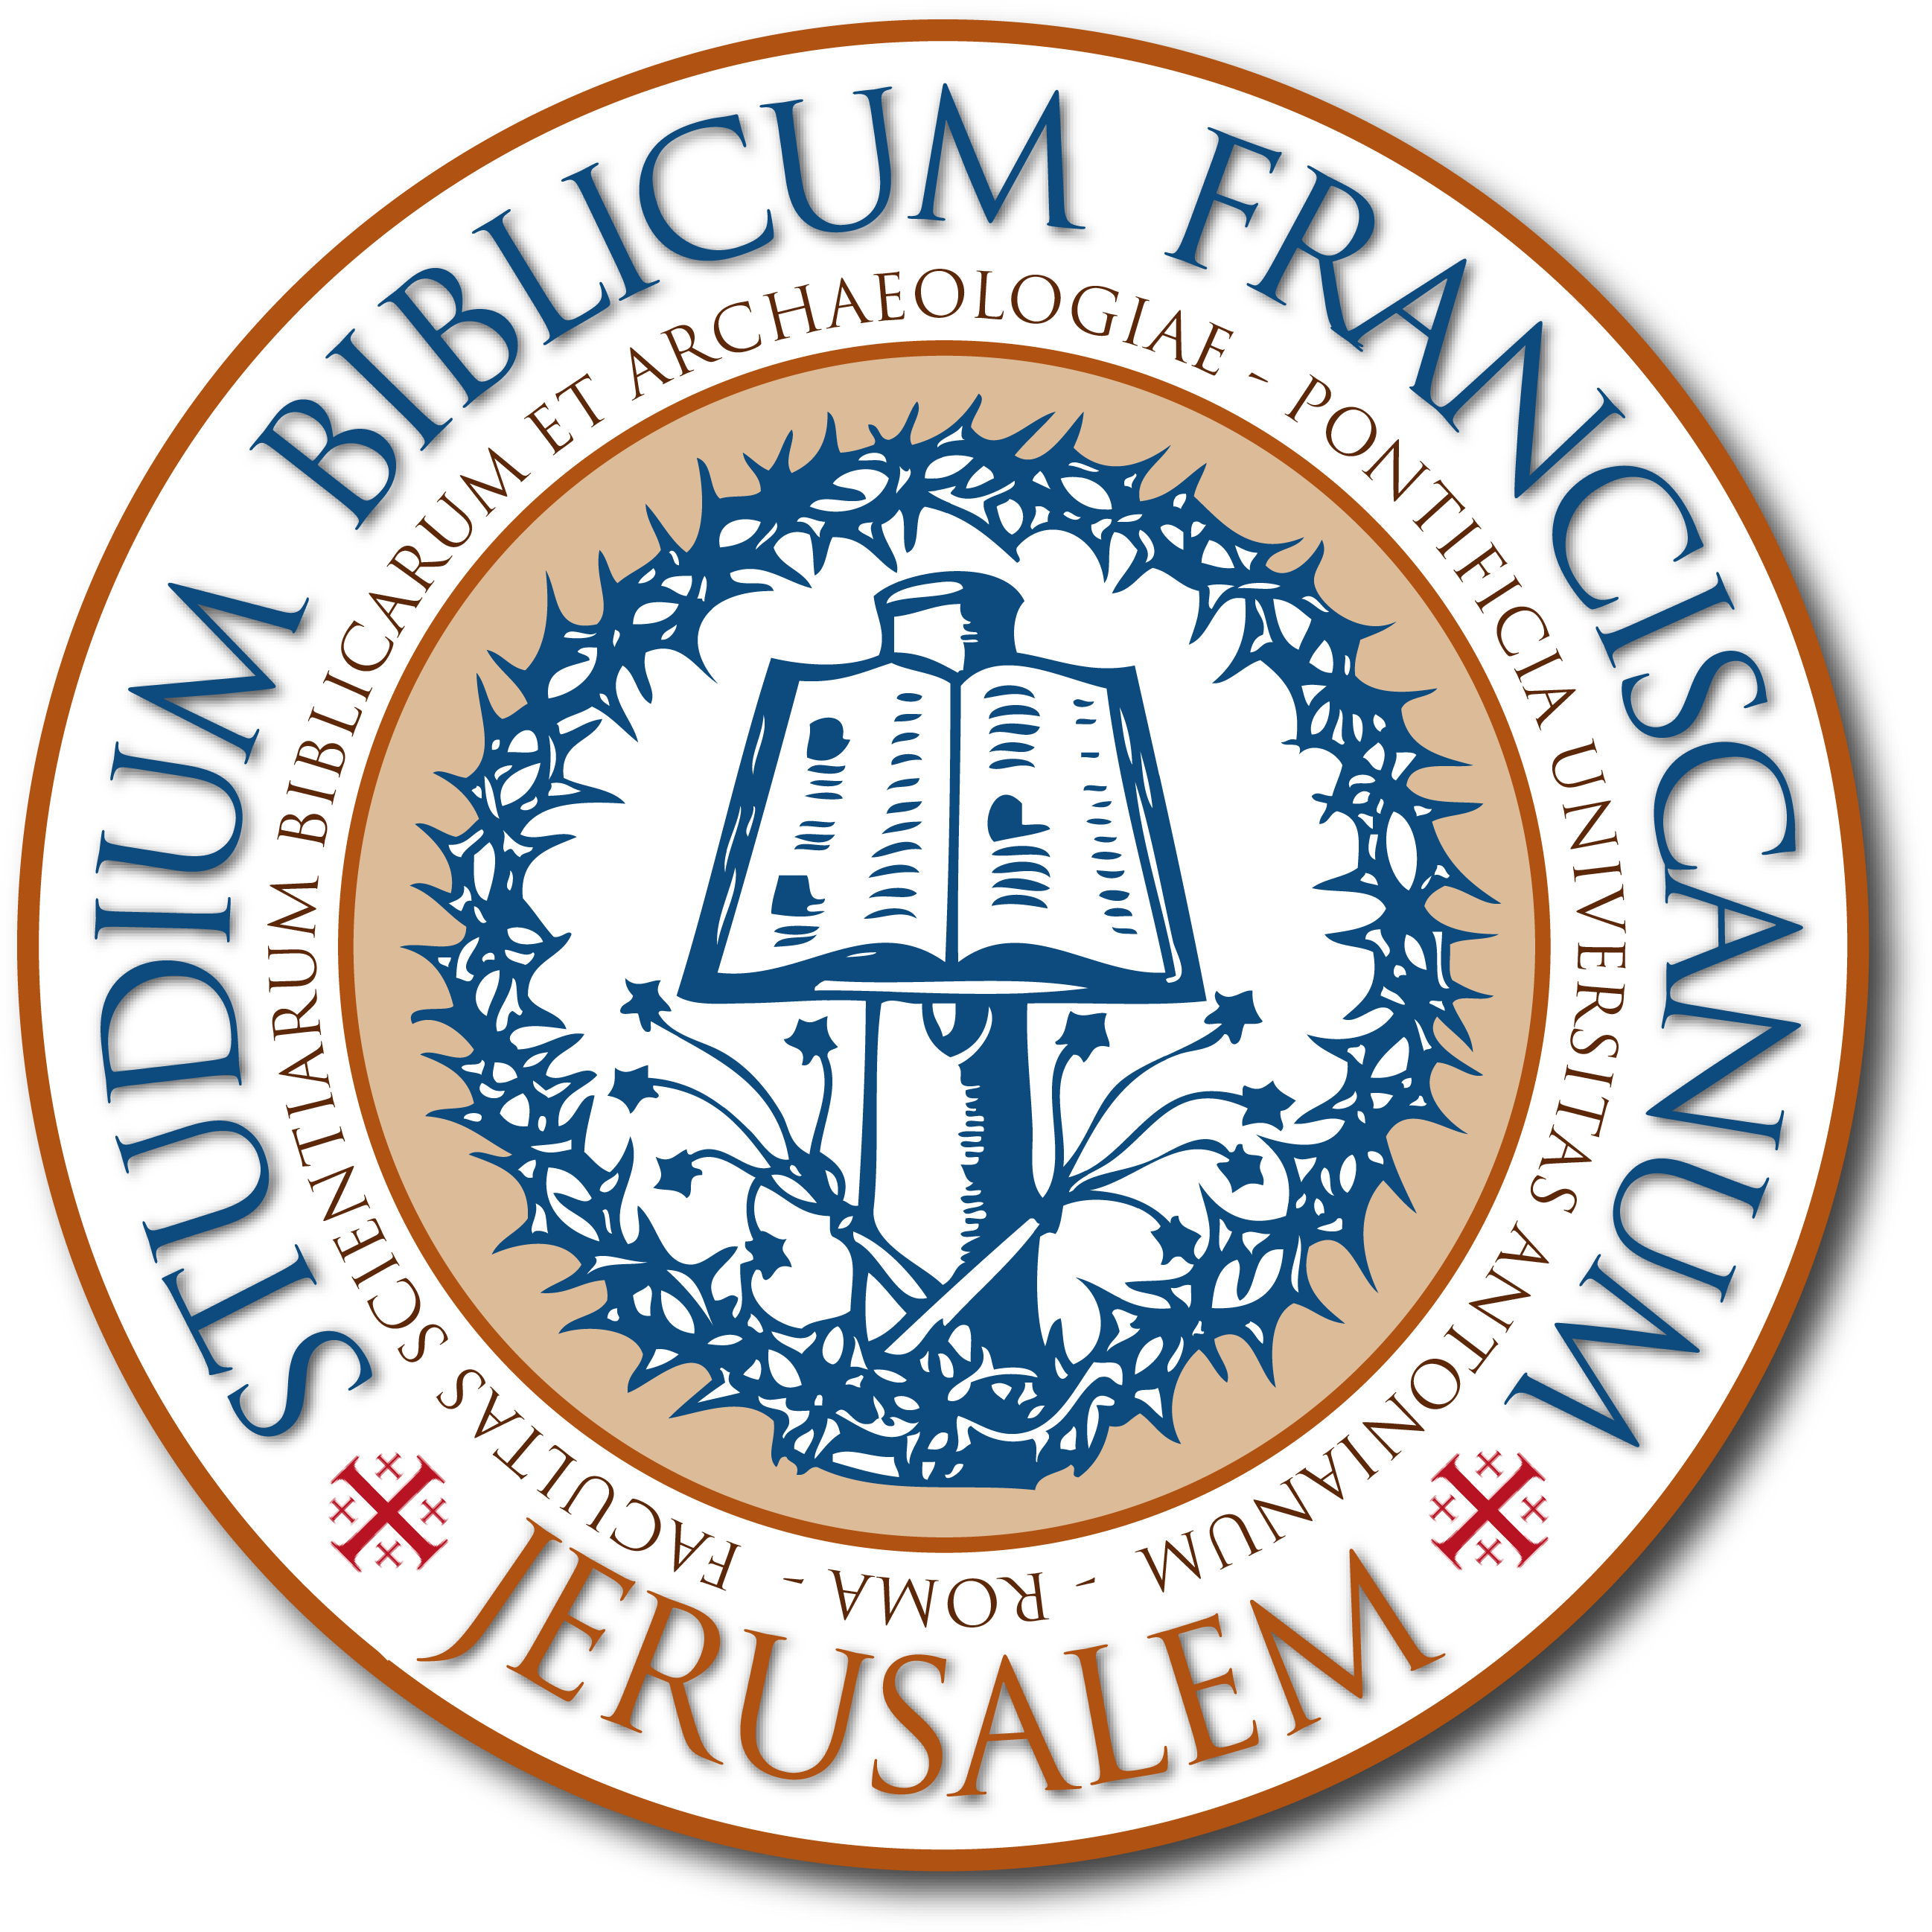 STUDIUM BIBLICUM FRANCISCANUM
JERUSALEM
FACULTAS SCIENTIARUM BIBLICARUM ET ARCHAEOLOGIAE - PONTIFICIA UNIVERSITAS ANTONIANUM - ROMA -